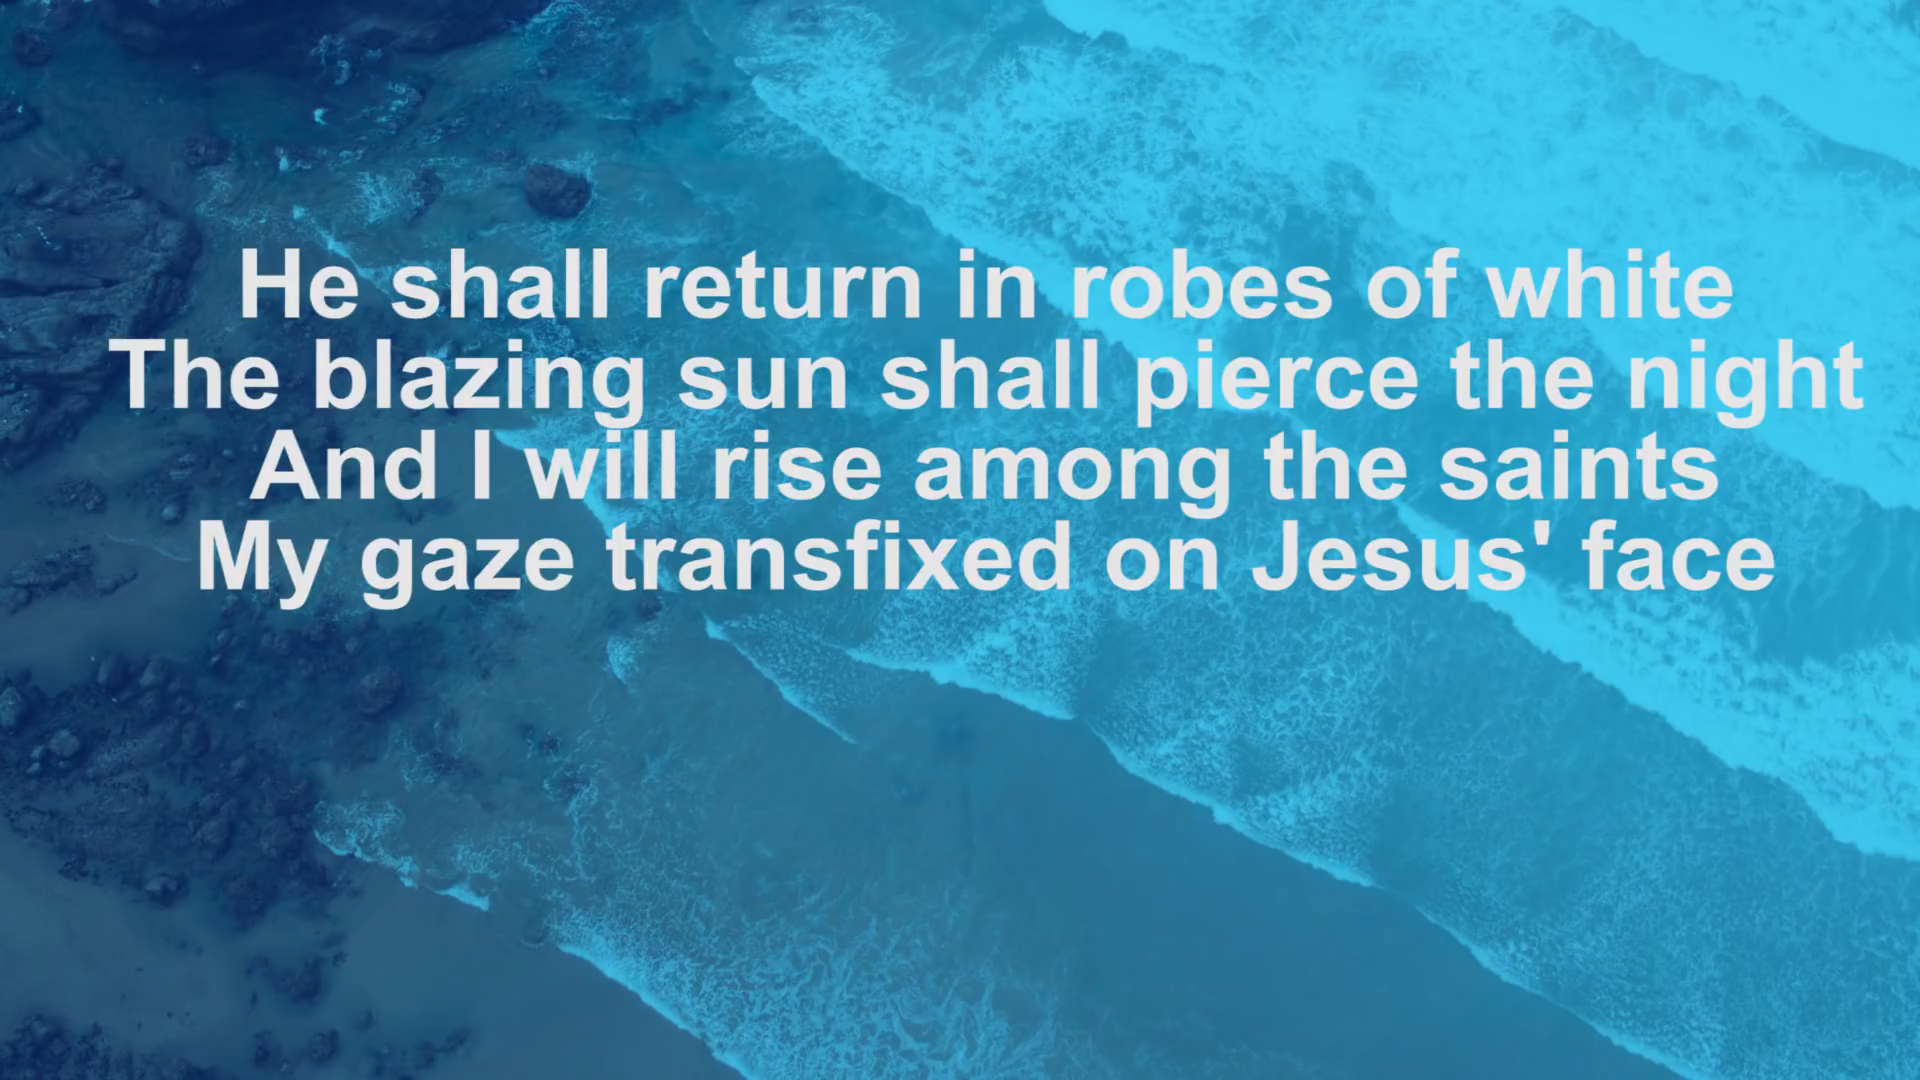 He shall return in robes of white
The blazing sun shall pierce the night
And I will rise among the saints
My gaze transfixed on Jesus' face